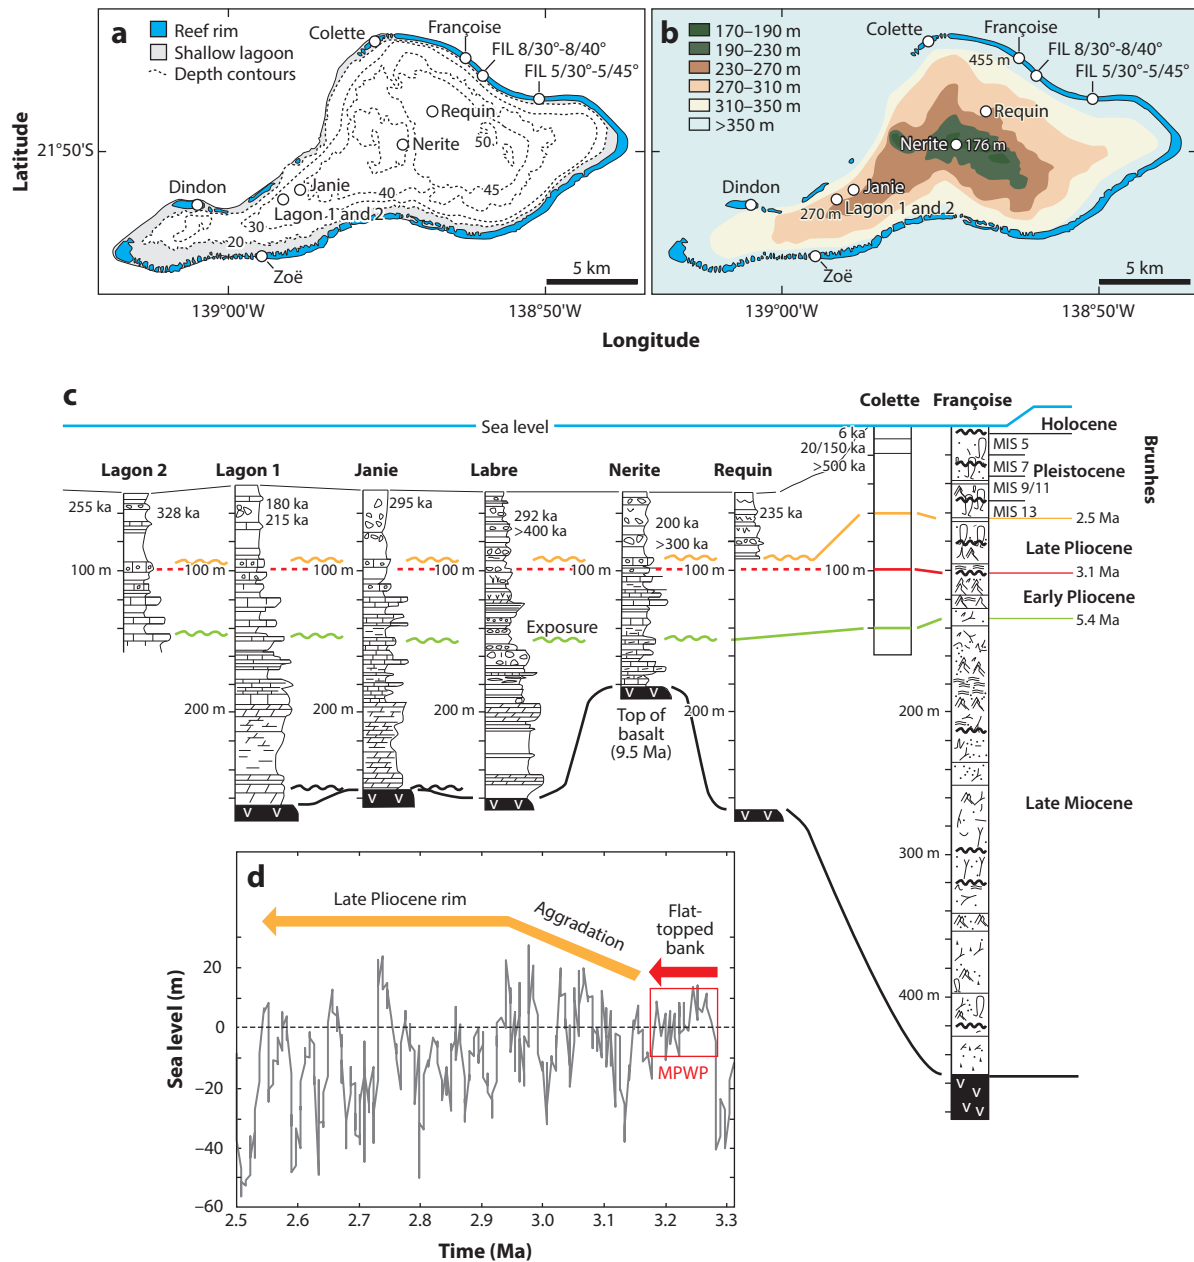 a
Reef rim
Shallow lagoon
Depth contours
Colette
Françoise
FIL 8/30°-8/40°
FIL 5/30°-5/45°
Requin
Nerite
50
Dindon
Janie
40
45
Lagon 1 and 2
30
20
Zoë
5 km
21°50'S
Latitude
139°00'W
138°50'W
b
170–190 m
190–230 m
230–270 m
270–310 m
310–350 m
>350 m
Colette
Françoise
455 m
FIL 8/30°-8/40°
FIL 5/30°-5/45°
Requin
Nerite
176 m
Dindon
Janie
Lagon 1 and 2
270 m
Zoë
5 km
139°00'W
138°50'W
Longitude
c
Colette
Françoise
Sea level
Holocene
Brunhes
6 ka
20/150 ka
>500 ka
MIS 5
MIS 7
Pleistocene
MIS 9/11
MIS 13
2.5 Ma
Lagon 2
Lagon 1
Janie
Labre
Nerite
Requin
255 ka
328 ka
180 ka
215 ka
295 ka
292 ka
>400 ka
200 ka
>300 ka
235 ka
Late Pliocene
100 m
100 m
100 m
100 m
100 m
100 m
3.1 Ma
Early Pliocene
Exposure
5.4 Ma
200 m
200 m
200 m
200 m
200 m
Top of
basalt
(9.5 Ma)
V V
V V
V V
V V
V V
Late Miocene
300 m
400 m
V
V
V
V V
d
Late Pliocene rim
Aggradation
Flat-
topped
bank
MPWP
20
0
−20
−40
−60
Sea level (m)
2.5
2.6
2.7
2.8
2.9
3.0
3.1
3.2
3.3
Time (Ma)